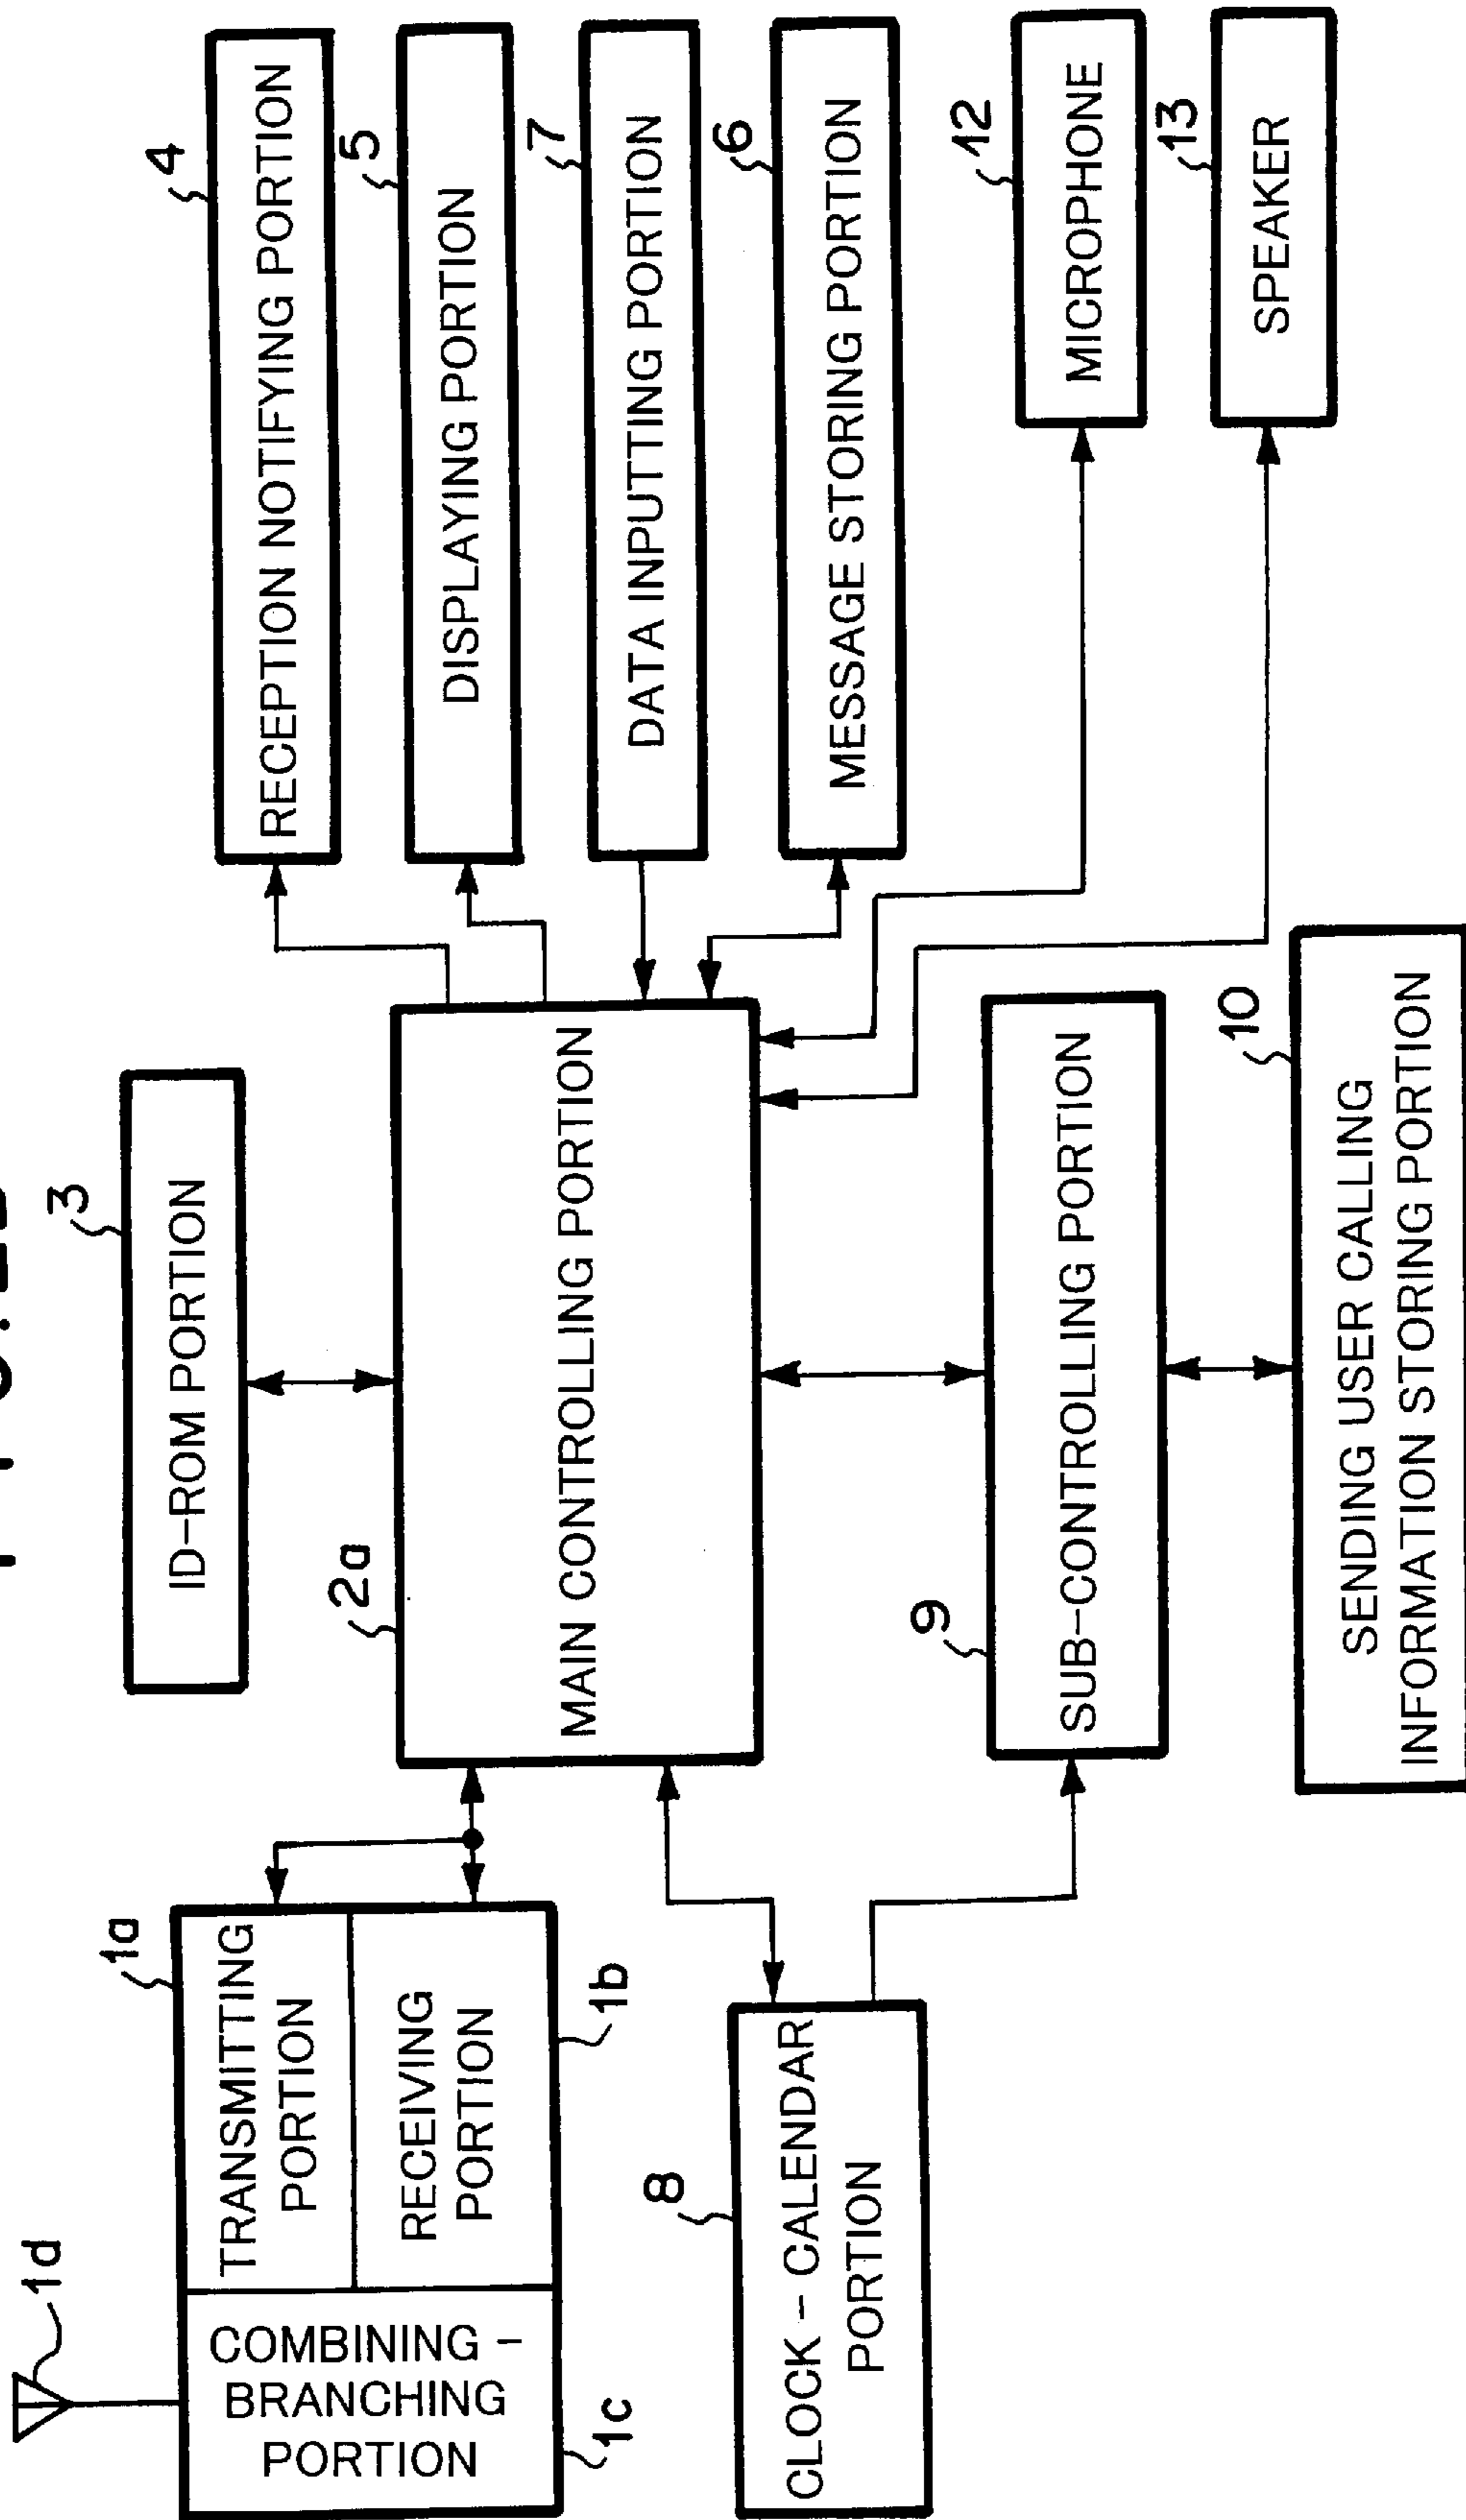 1d
COMBINING-
BRANCHING
PORTION
1c
1a
TRANSMITTING
PORTION
RECEIVING
PORTION
1b
8
CLOCK-CALENDAR
PORTION
3
ID-ROM PORTION
2a
MAIN CONTROLLING PORTION
9
SUB-CONTROLLING PORTION
10
SENDING USER CALLING
INFORMATION STORING PORTION
4
RECEPTION NOTIFYING PORTION
5
DISPLAYING PORTION
7
DATA INPUTTING PORTION
6
MESSAGE STORING PORTION
12
MICROPHONE
13
SPEAKER